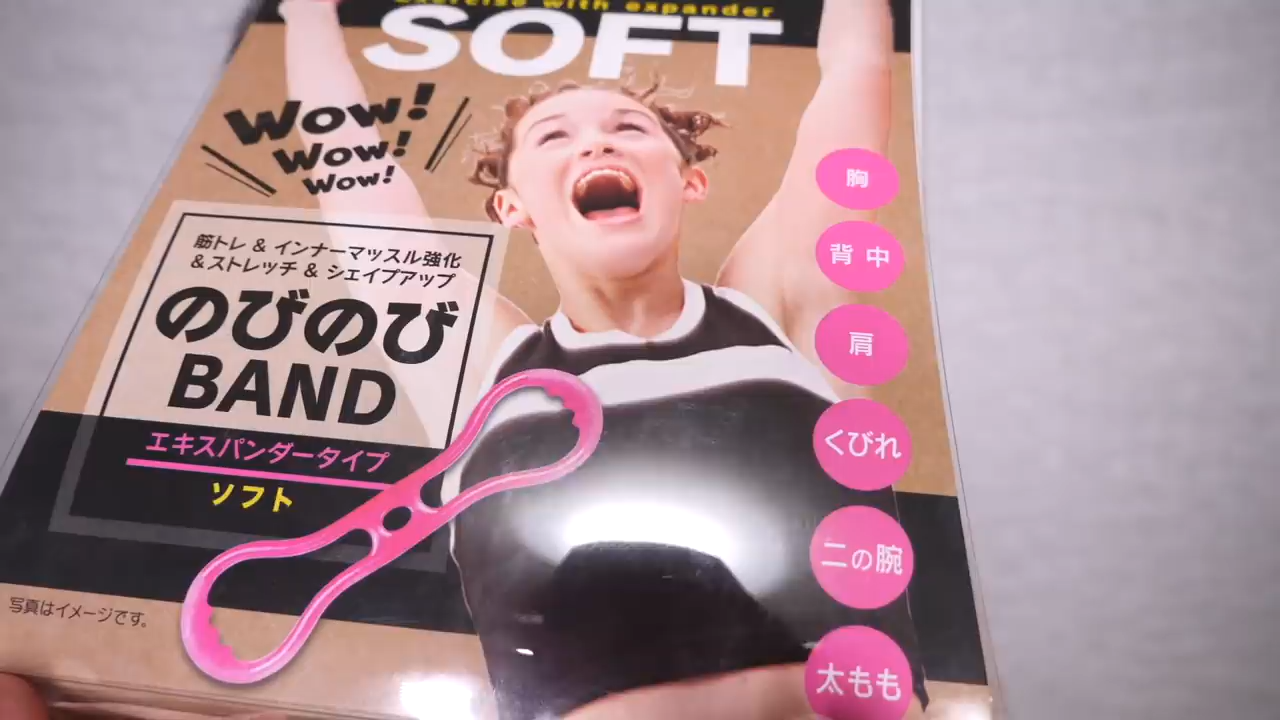 Exercise with expander
SOFT
Wow!
Wow!
Wow!
筋トレ & インナーマッスル強化
&ストレッチ & シェイプアップ
のびのび
BAND
エキスパンダータイプ
ソフト
写真はイメージです。
胸
背中
肩
くびれ
二の腕
太もも